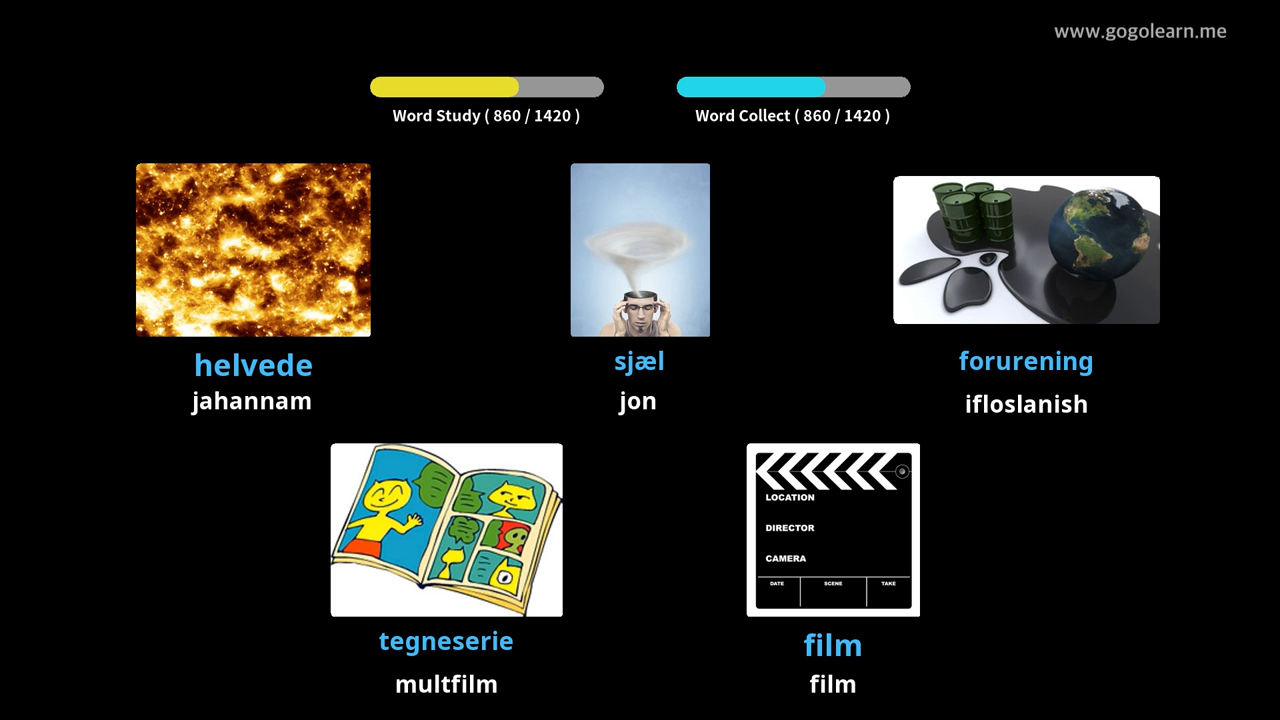 www.gogolearn.me
Word Study ( 860 / 1420 )
Word Collect ( 860 / 1420 )
helvede
jahannam
sjæl
jon
forurening
ifloslanish
LOCATION
DIRECTOR
CAMERA
DATE
SCENE
TAKE
tegneserie
multfilm
film
film